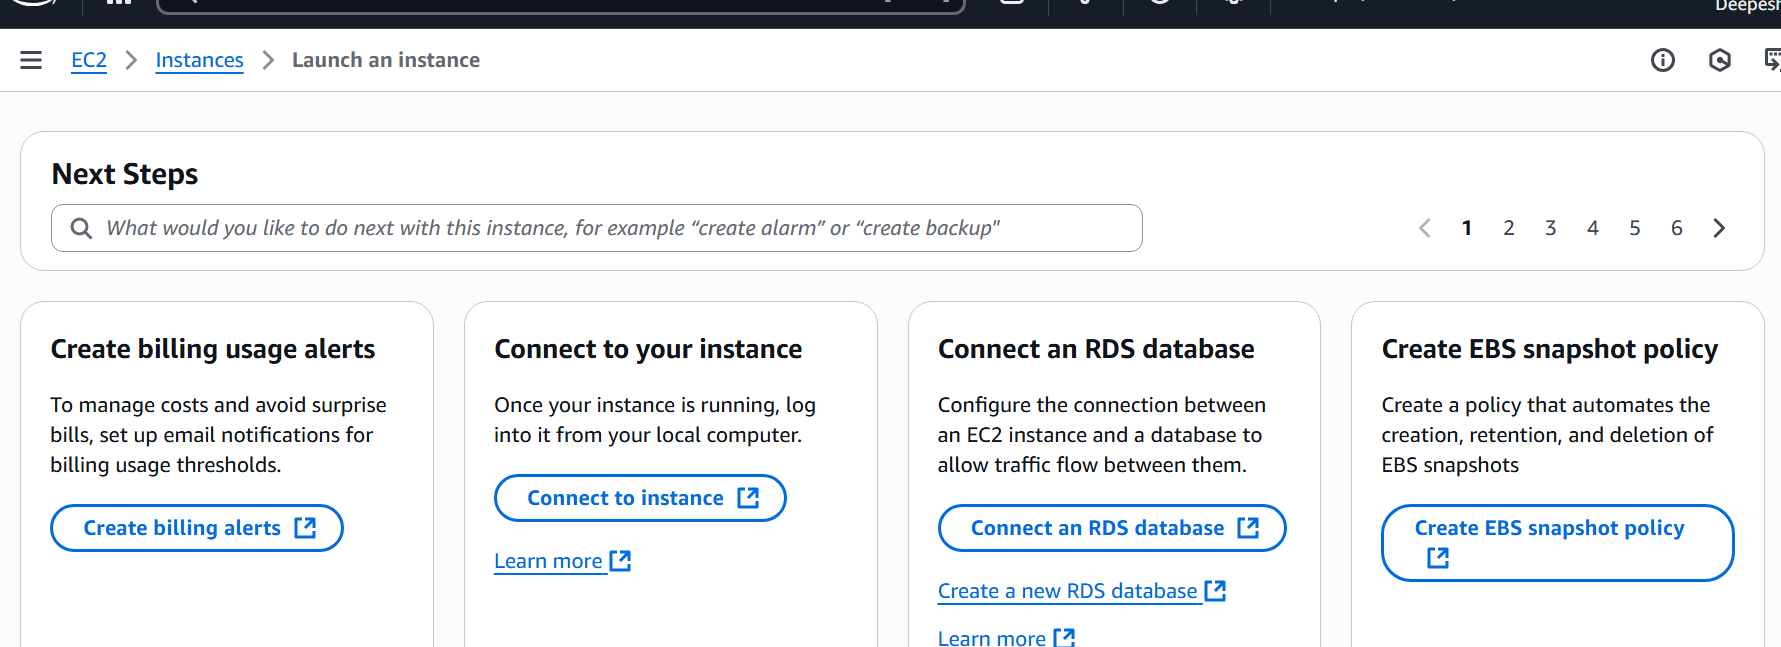 EC2 Instances Launch an instance
Next Steps
What would you like to do next with this instance, for example “create alarm” or “create backup"
1 2 3 4 5 6
Create billing usage alerts
To manage costs and avoid surprise
bills, set up email notifications for
billing usage thresholds.
Create billing alerts
Connect to your instance
Once your instance is running, log
into it from your local computer.
Connect to instance
Learn more
Connect an RDS database
Configure the connection between
an EC2 instance and a database to
allow traffic flow between them.
Connect an RDS database
Create a new RDS database
Learn more
Create EBS snapshot policy
Create a policy that automates the
creation, retention, and deletion of
EBS snapshots
Create EBS snapshot policy